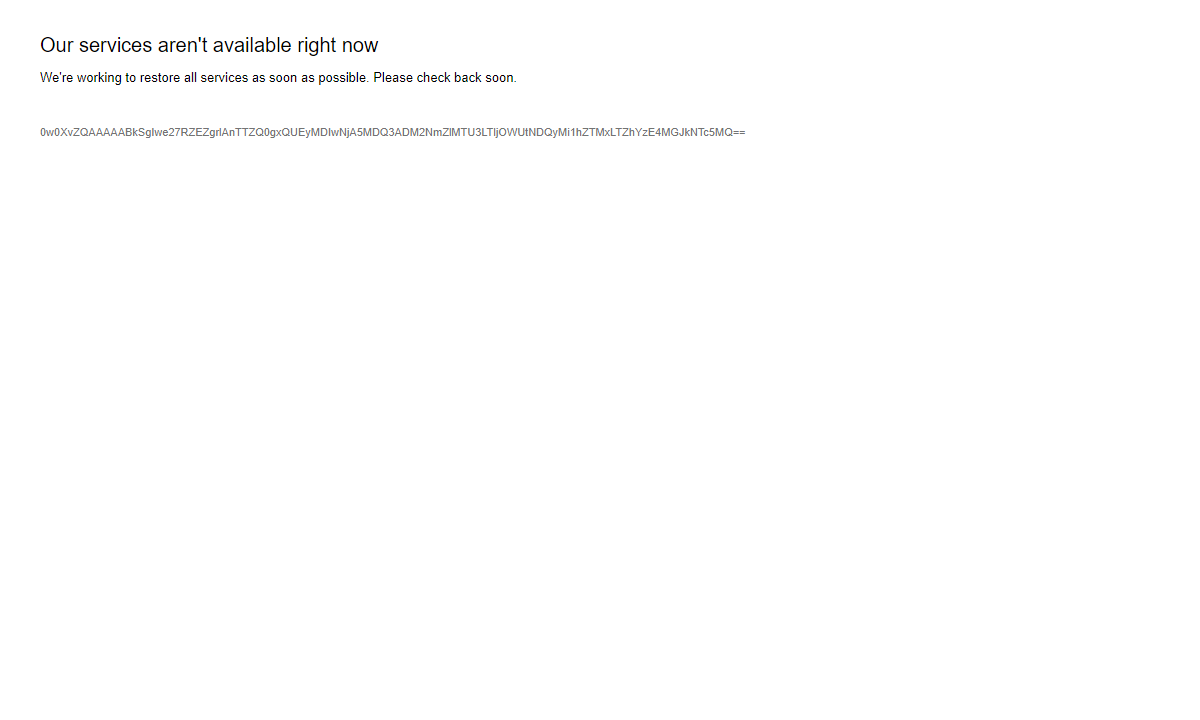 Our services aren't available right now
We're working to restore all services as soon as possible. Please check back soon.
0w0XvZQAAAAABkSglwe27RZEZgrlAnTTZQ0gxQUEyMDIwNjA5MDQ3ADM2NmZlMTU3LTljOWUtNDQyMi1hZTMxLTZhYzE4MGJkNTc5MQ==